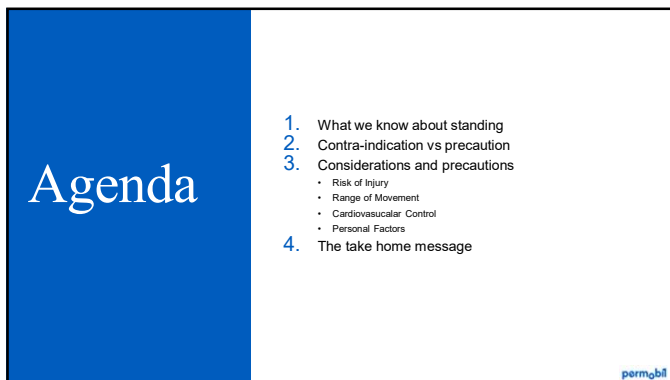 Agenda
1. What we know about standing
2. Contra-indication vs precaution
3. Considerations and precautions
• Risk of Injury
• Range of Movement
• Cardiovasucalar Control
• Personal Factors
4. The take home message
permobil